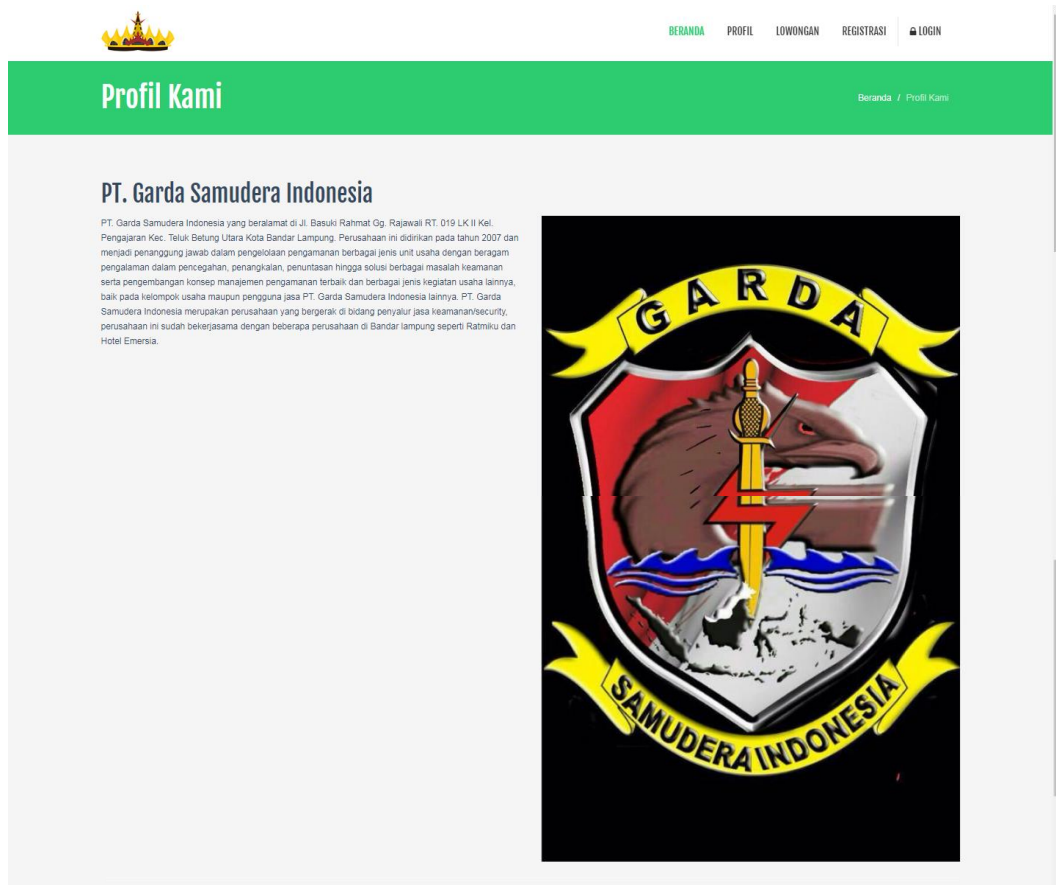 BERANDA PROFIL LOWONGAN REGISTRASI LOGIN
Profil Kami
Beranda / Profil Kami
PT. Garda Samudera Indonesia
PT. Garda Samudera Indonesia yang beralamat di Jl. Basuki Rahmat Gg. Rajawali RT. 019 LK II Kel.
Pengajaran Kec. Teluk Betung Utara Kota Bandar Lampung. Perusahaan ini didirikan pada tahun 2007 dan
menjadi penanggung jawab dalam pengelolaan pengamanan berbagai jenis unit usaha dengan beragam
pengalaman dalam pencegahan, penangkalan, penuntasan hingga solusi berbagai masalah keamanan
serta pengembangan konsep manajemen pengamanan terbaik dan berbagai jenis kegiatan usaha lainnya,
baik pada kelompok usaha maupun pengguna jasa PT. Garda Samudera Indonesia lainnya. PT. Garda
Samudera Indonesia merupakan perusahaan yang bergerak di bidang penyalur jasa keamanan/security,
perusahaan ini sudah bekerjasama dengan beberapa perusahaan di Bandar lampung seperti Ratmiku dan
Hotel Emersia.
GARDA
SAMUDERA INDONESIA